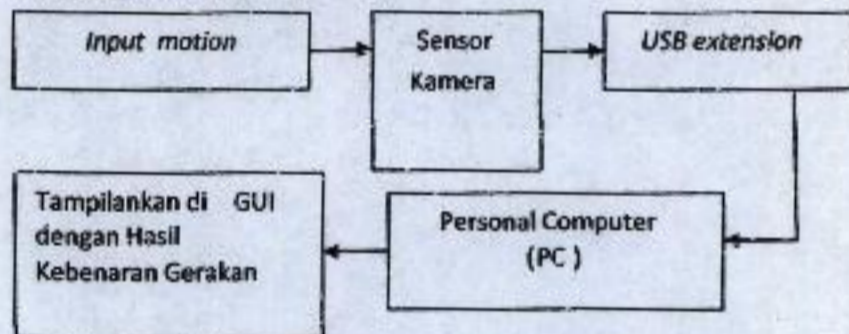 Input motion
Sensor
Kamera
USB extension
Personal Computer
(PC )
Tampilankan di GUI
dengan Hasil
Kebenaran Gerakan